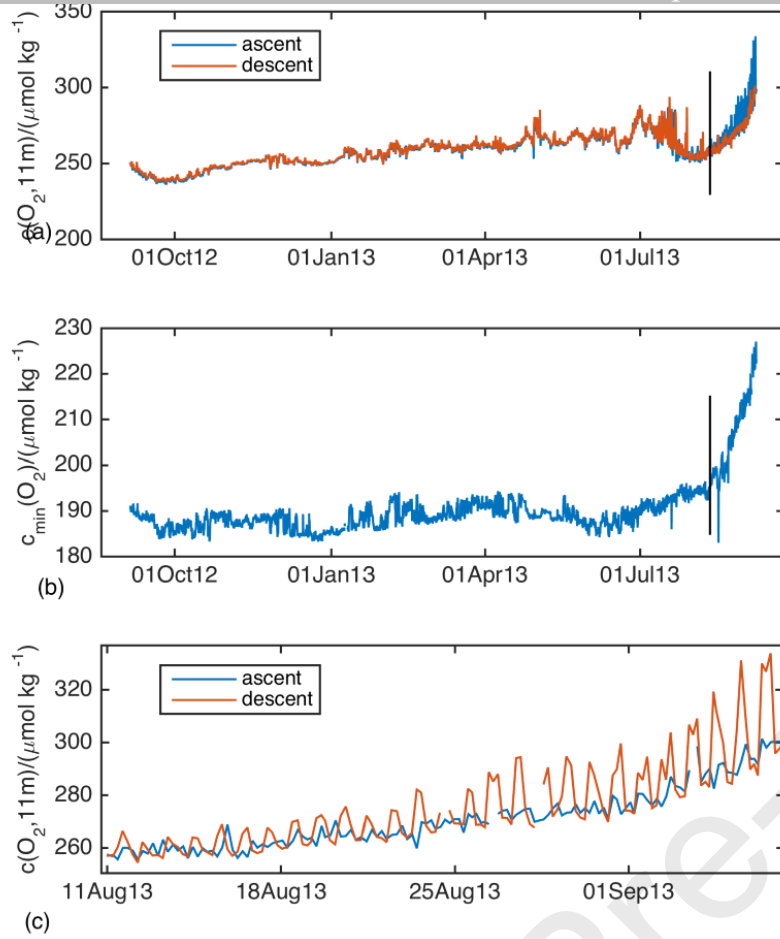 350
ascent
descent
300
250
200
c(O₂,11m)/(μmol kg⁻¹)
(a)
01Oct12 01Jan13 01Apr13 01Jul13
230
220
210
200
190
180
c_min(O₂)/(μmol kg⁻¹)
01Oct12 01Jan13 01Apr13 01Jul13
(b)
ascent
descent
320
300
280
260
c(O₂,11m)/(μmol kg⁻¹)
11Aug13 18Aug13 25Aug13 01Sep13
(c)